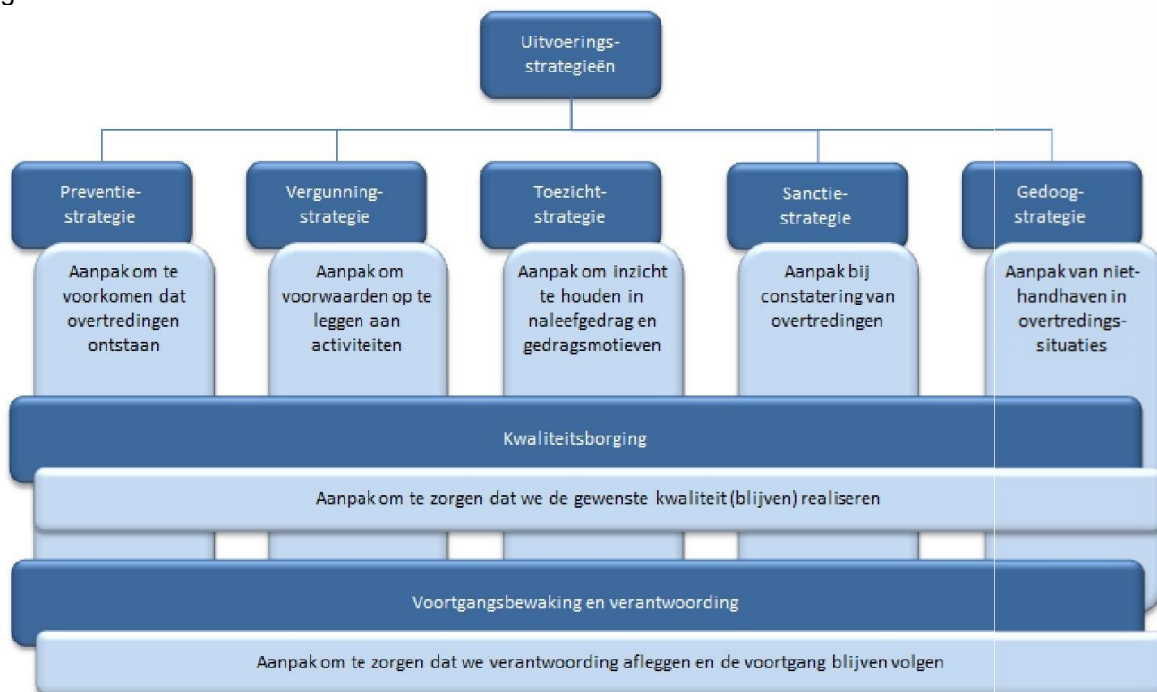 Uitvoerings-
strategieën
Preventie-
strategie
Aanpak om te
voorkomen dat
overtredingen
ontstaan
Vergunning-
strategie
Aanpak om
voorwaarden op te
leggen aan
activiteiten
Toezicht-
strategie
Aanpak om inzicht
te houden in
naleefgedrag en
gedragsmotieven
Sanctie-
strategie
Aanpak bij
constatering van
overtredingen
Gedoog-
strategie
Aanpak van niet-
handhaven in
overtredings-
situaties
Kwaliteitsborging
Aanpak om te zorgen dat we de gewenste kwaliteit (blijven) realiseren
Voortgangsbewaking en verantwoording
Aanpak om te zorgen dat we verantwoording afleggen en de voortgang blijven volgen